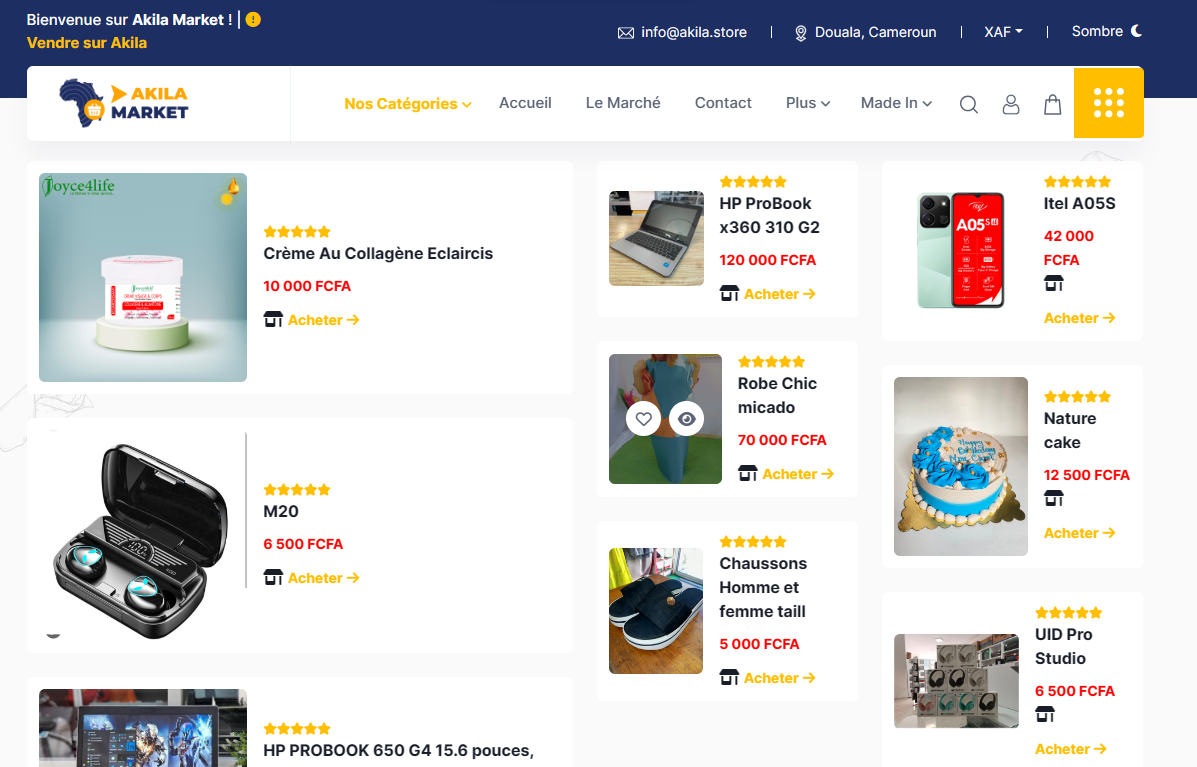 Bienvenue sur Akila Market ! |
Vendre sur Akila
info@akila.store
Douala, Cameroun
XAF
Sombre
AKILA
MARKET
Nos Catégories
Accueil
Le Marché
Contact
Plus
Made In
Joyce4life
Crème Au Collagène Eclaircis
10 000 FCFA
Acheter
M20
6 500 FCFA
Acheter
HP PROBOOK 650 G4 15.6 pouces,
HP ProBook
x360 310 G2
120 000 FCFA
Acheter
Robe Chic
micado
70 000 FCFA
Acheter
Chaussons
Homme et
femme taill
5 000 FCFA
Acheter
itel
A05S
Itel A05S
42 000
FCFA
Acheter
Happy
Birthday
Nature
cake
12 500 FCFA
Acheter
UID Pro
Studio
6 500 FCFA
Acheter